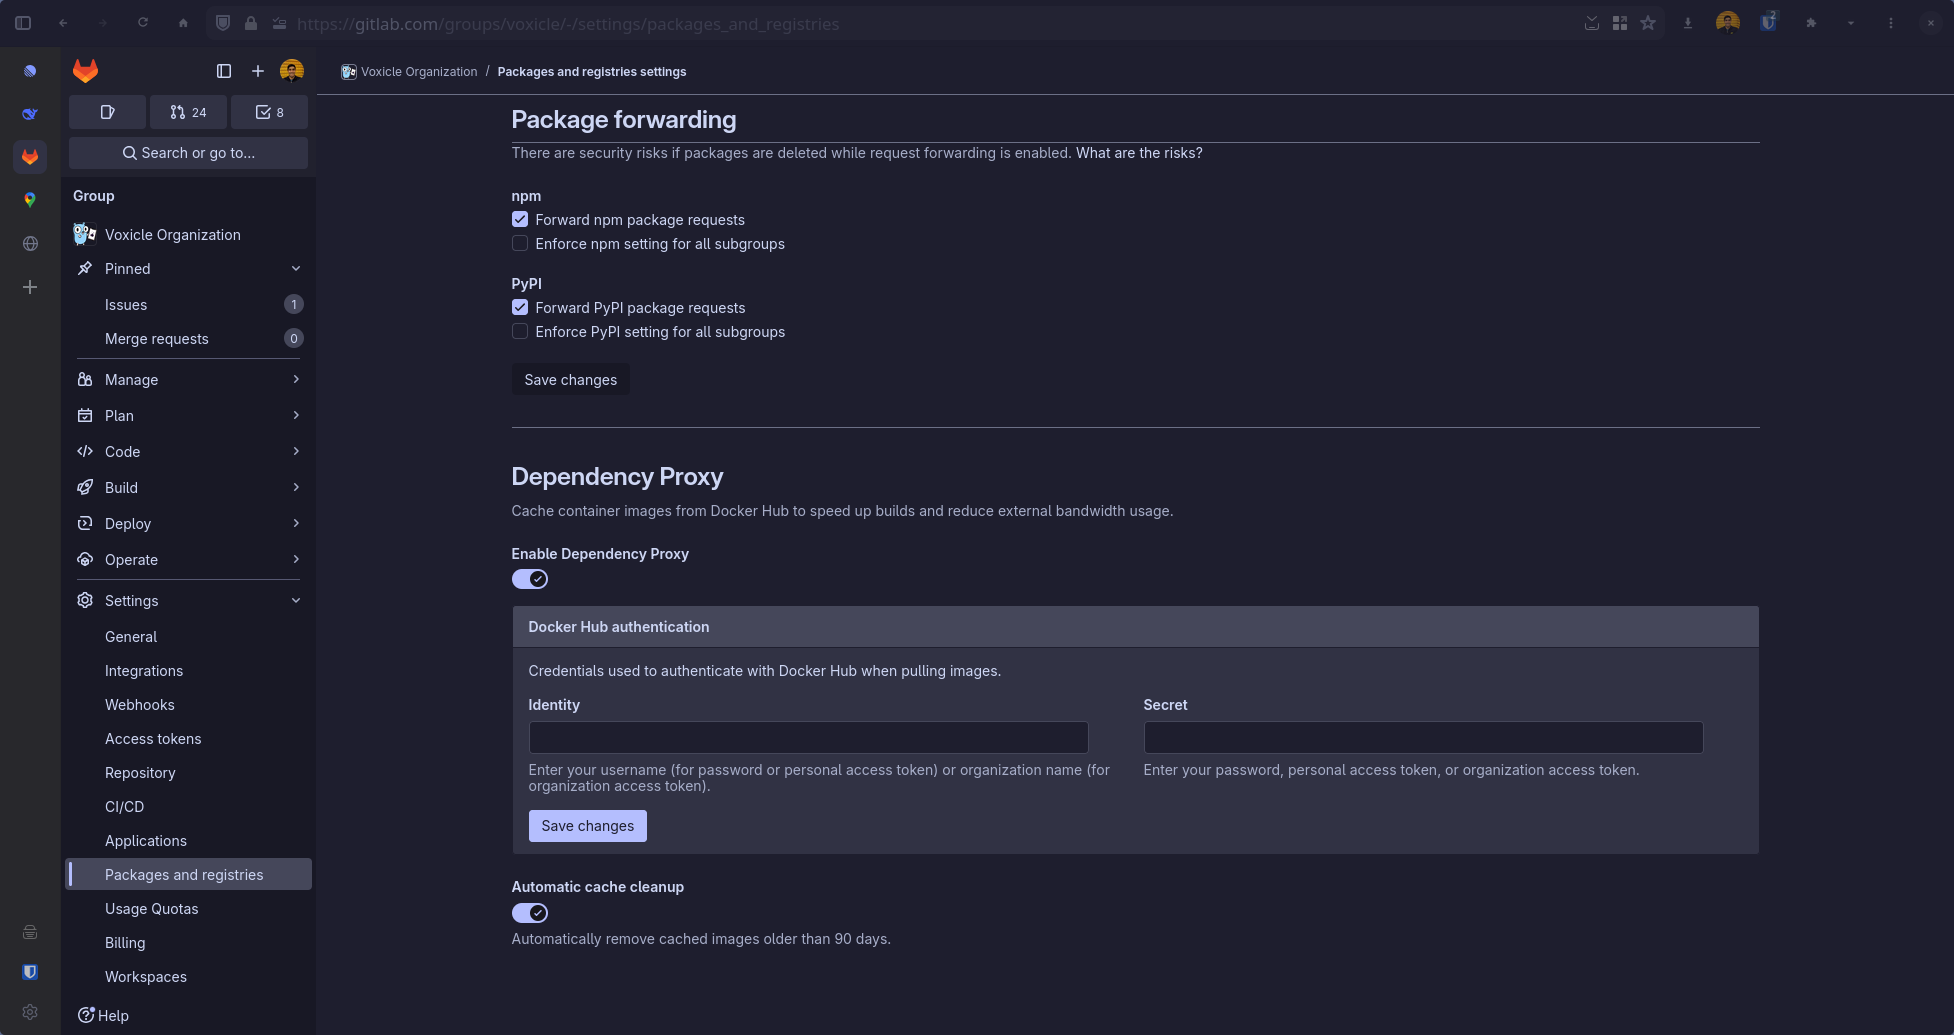 https://gitlab.com/groups/voxicle/-/settings/packages_and_registries
2
24
8
Search or go to...
Group
Voxicle Organization
Pinned
Issues 1
Merge requests 0
Manage
Plan
Code
Build
Deploy
Operate
Settings
General
Integrations
Webhooks
Access tokens
Repository
CI/CD
Applications
Packages and registries
Usage Quotas
Billing
Workspaces
Help
Voxicle Organization / Packages and registries settings
Package forwarding
There are security risks if packages are deleted while request forwarding is enabled. What are the risks?
npm
Forward npm package requests
Enforce npm setting for all subgroups
PyPI
Forward PyPI package requests
Enforce PyPI setting for all subgroups
Save changes
Dependency Proxy
Cache container images from Docker Hub to speed up builds and reduce external bandwidth usage.
Enable Dependency Proxy
Docker Hub authentication
Credentials used to authenticate with Docker Hub when pulling images.
Identity
Enter your username (for password or personal access token) or organization name (for
organization access token).
Secret
Enter your password, personal access token, or organization access token.
Save changes
Automatic cache cleanup
Automatically remove cached images older than 90 days.